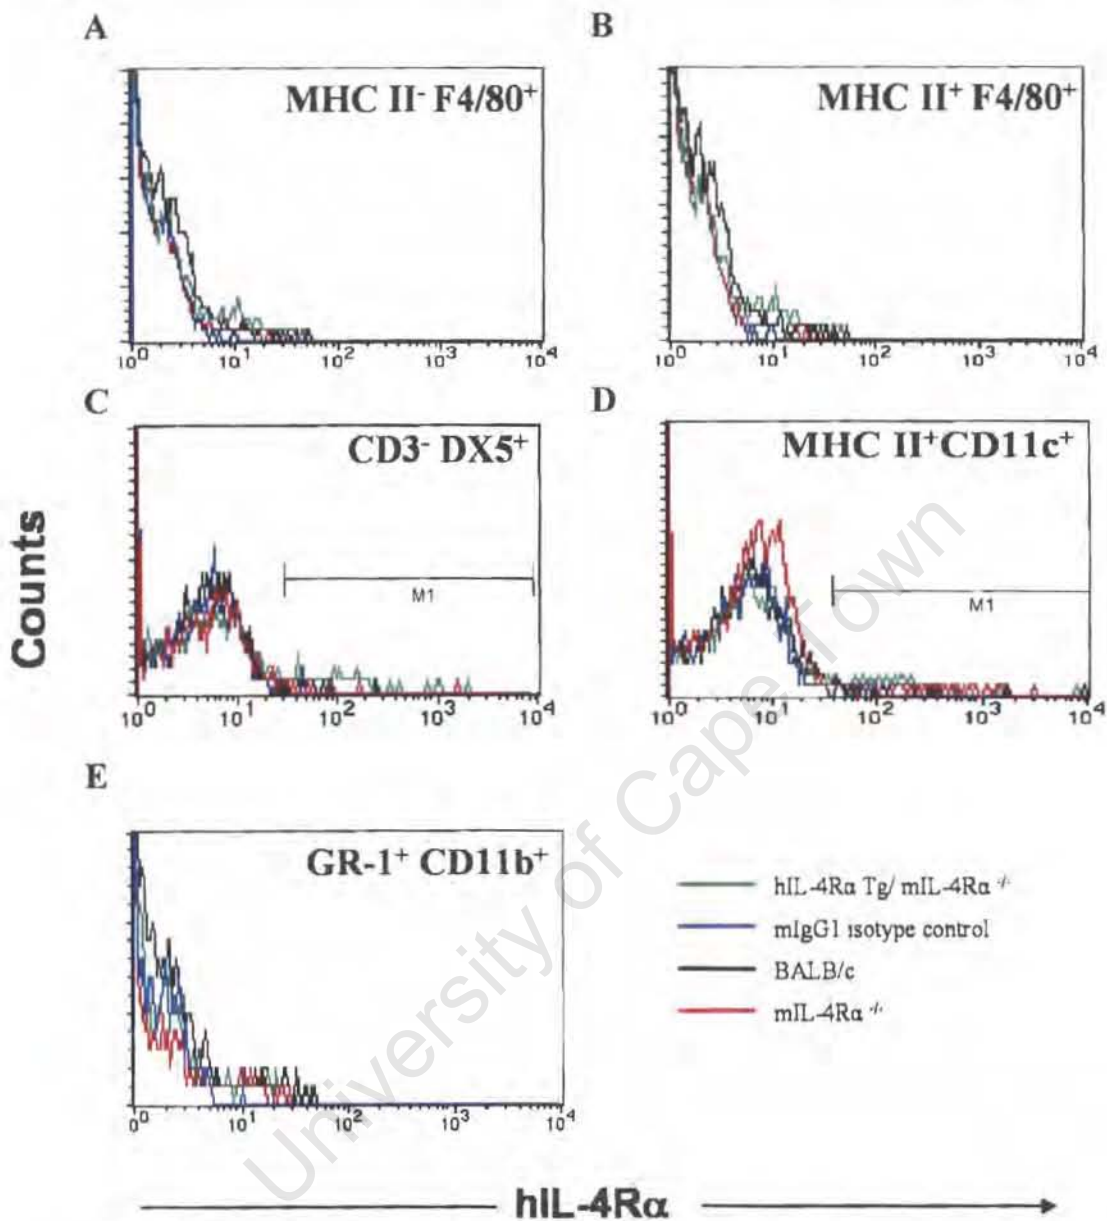 A
MHC II⁻ F4/80⁺
10⁰ 10¹ 10² 10³ 10⁴
B
MHC II⁺ F4/80⁺
10⁰ 10¹ 10² 10³ 10⁴
C
CD3⁻ DX5⁺
M1
10⁰ 10¹ 10² 10³ 10⁴
D
MHC II⁺CD11c⁺
M1
10⁰ 10¹ 10² 10³ 10⁴
Counts
E
GR-1⁺ CD11b⁺
10⁰ 10¹ 10² 10³ 10⁴
hIL-4Rα Tg/ mIL-4Rα ⁻/⁻
mIgG1 isotype control
BALB/c
mIL-4Rα ⁻/⁻
hIL-4Rα
University of Cape Town